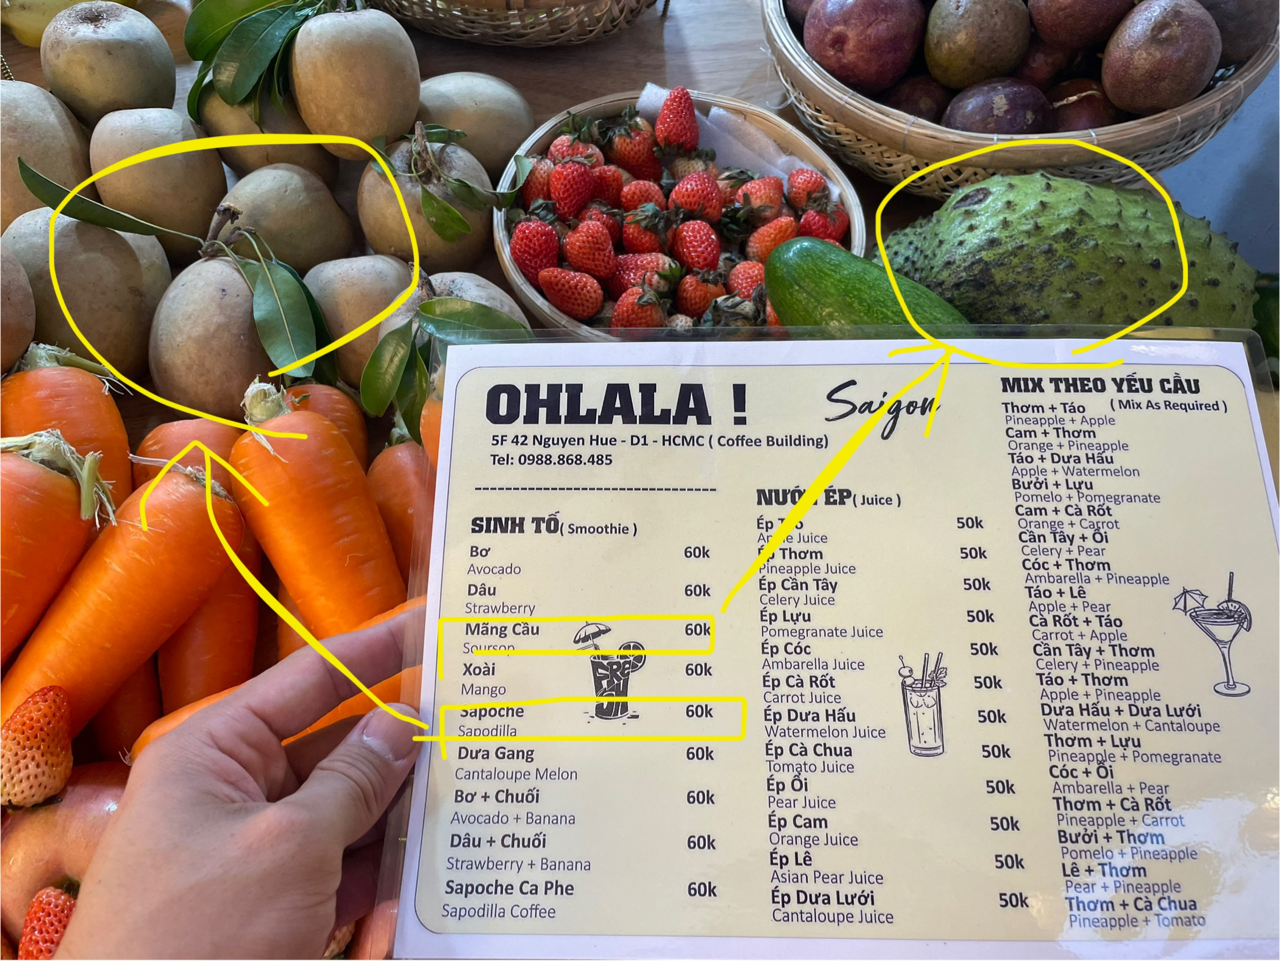 OHLALA !
Saigon
5F 42 Nguyen Hue - D1 - HCMC ( Coffee Building)
Tel: 0988.868.485
SINH TỐ( Smoothie )
Bơ 60k
Avocado
Dâu 60k
Strawberry
Mãng Cầu 60k
Soursop
Xoài 60k
Mango
Sapoche 60k
Sapodilla
Dưa Gang 60k
Cantaloupe Melon
Bơ + Chuối 60k
Avocado + Banana
Dâu + Chuối 60k
Strawberry + Banana
Sapoche Ca Phe 60k
Sapodilla Coffee
NƯỚC ÉP( Juice )
Ép Táo 50k
Apple Juice
Ép Thơm 50k
Pineapple Juice
Ép Cần Tây 50k
Celery Juice
Ép Lựu 50k
Pomegranate Juice
Ép Cóc 50k
Ambarella Juice
Ép Cà Rốt 50k
Carrot Juice
Ép Dưa Hấu 50k
Watermelon Juice
Ép Cà Chua 50k
Tomato Juice
Ép Ổi 50k
Pear Juice
Ép Cam 50k
Orange Juice
Ép Lê 50k
Asian Pear Juice
Ép Dưa Lưới 50k
Cantaloupe Juice
MIX THEO YẾU CẦU
( Mix As Required )
Thơm + Táo
Pineapple + Apple
Cam + Thơm
Orange + Pineapple
Táo + Dưa Hấu
Apple + Watermelon
Bưởi + Lựu
Pomelo + Pomegranate
Cam + Cà Rốt
Orange + Carrot
Cần Tây + Ổi
Celery + Pear
Cóc + Thơm
Ambarella + Pineapple
Táo + Lê
Apple + Pear
Cà Rốt + Táo
Carrot + Apple
Cần Tây + Thơm
Celery + Pineapple
Táo + Thơm
Apple + Pineapple
Dưa Hấu + Dưa Lưới
Watermelon + Cantaloupe
Thơm + Lựu
Pineapple + Pomegranate
Cóc + Ổi
Ambarella + Pear
Thơm + Cà Rốt
Pineapple + Carrot
Bưởi + Thơm
Pomelo + Pineapple
Lê + Thơm
Pear + Pineapple
Thơm + Cà Chua
Pineapple + Tomato